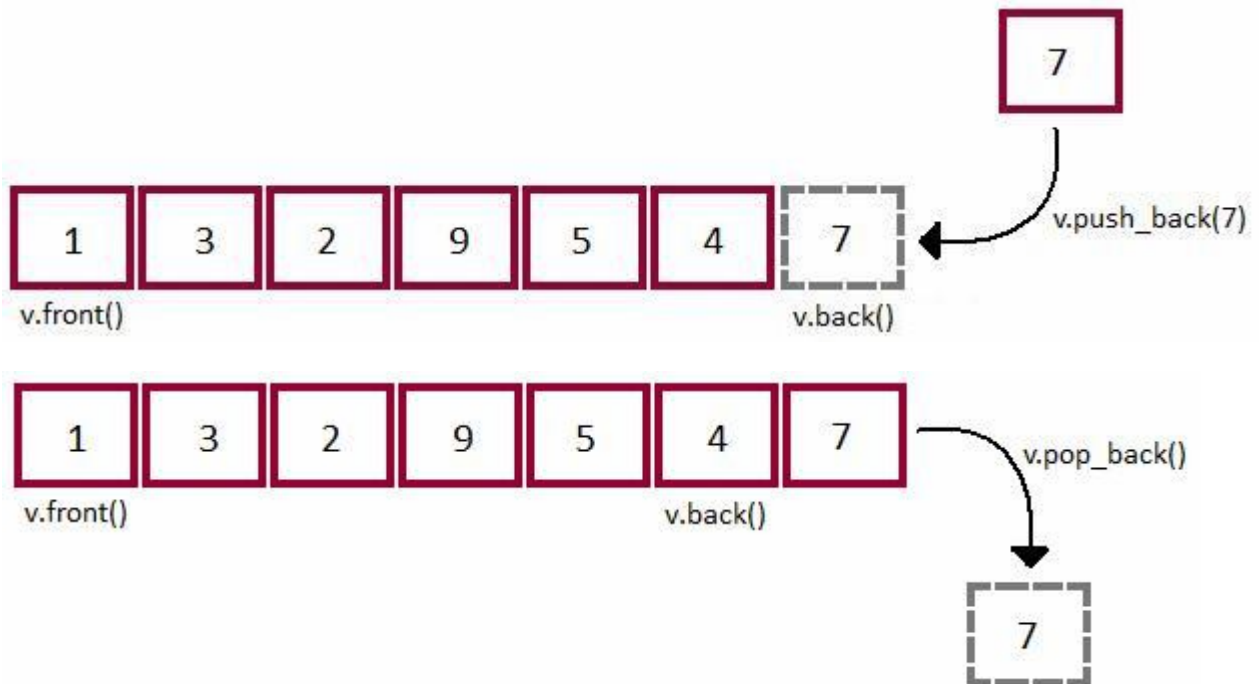 7
v.push_back(7)
1 3 2 9 5 4 7
v.front() v.back()
1 3 2 9 5 4 7
v.pop_back()
v.front() v.back()
7